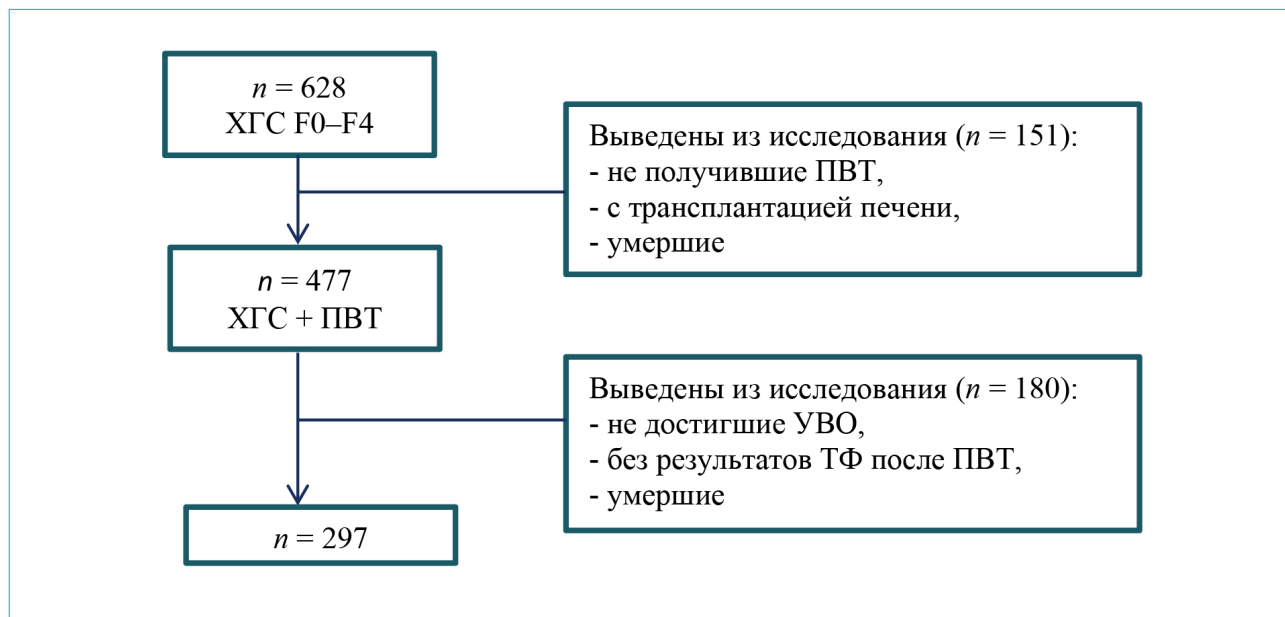 n = 628
ХГС F0–F4
Выведены из исследования (n = 151):
- не получившие ПВТ,
- с трансплантацией печени,
- умершие
n = 477
ХГС + ПВТ
Выведены из исследования (n = 180):
- не достигшие УВО,
- без результатов ТФ после ПВТ,
- умершие
n = 297